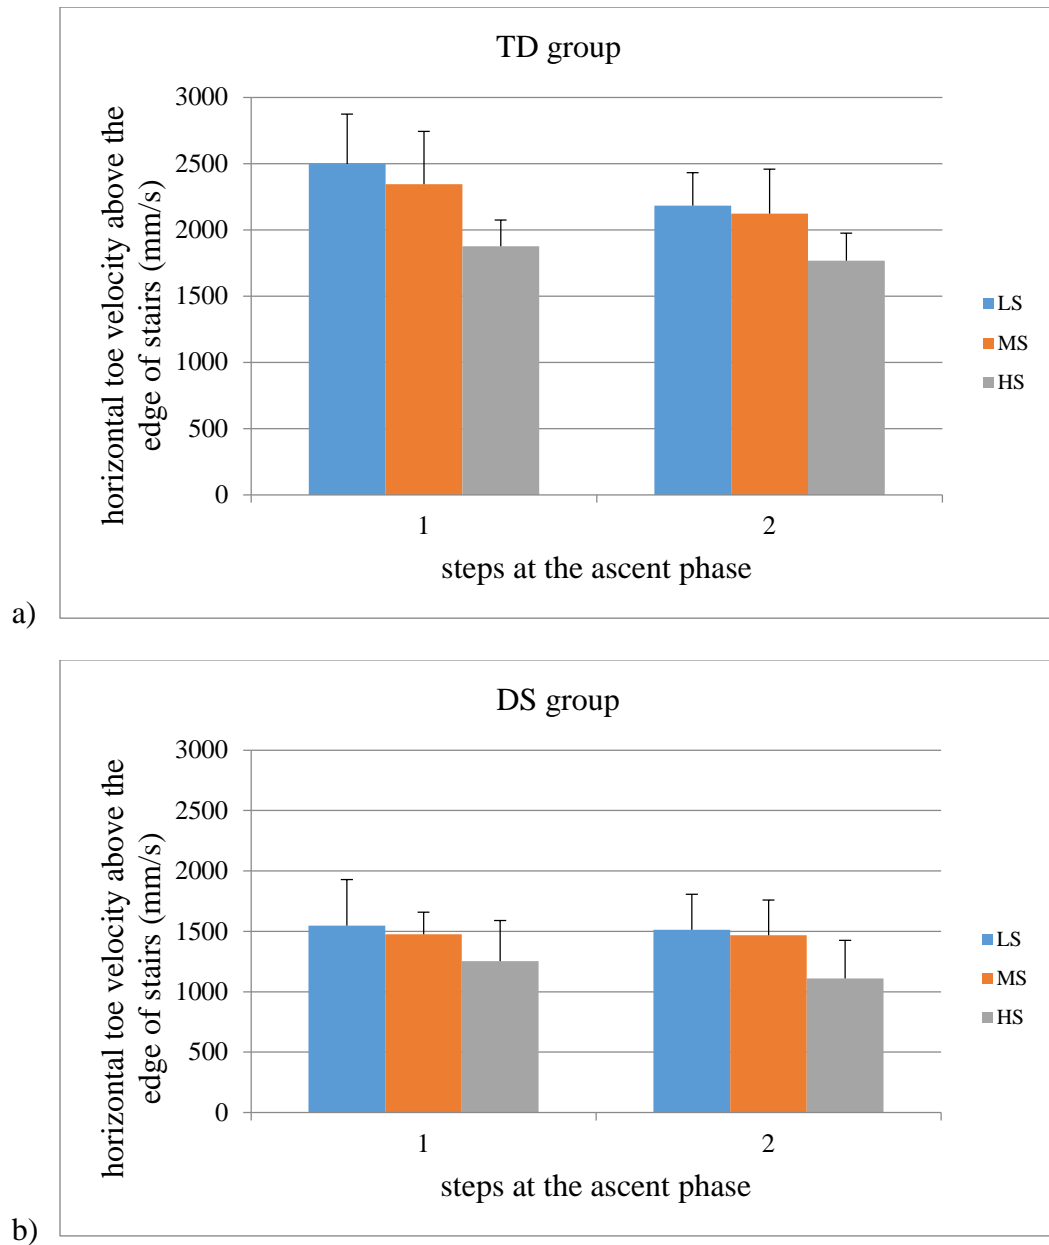 TD group
horizontal toe velocity above the
edge of stairs (mm/s)
3000
2500
2000
1500
1000
500
0
1
2
steps at the ascent phase
LS
MS
HS
a)
DS group
horizontal toe velocity above the
edge of stairs (mm/s)
3000
2500
2000
1500
1000
500
0
1
2
steps at the ascent phase
LS
MS
HS
b)